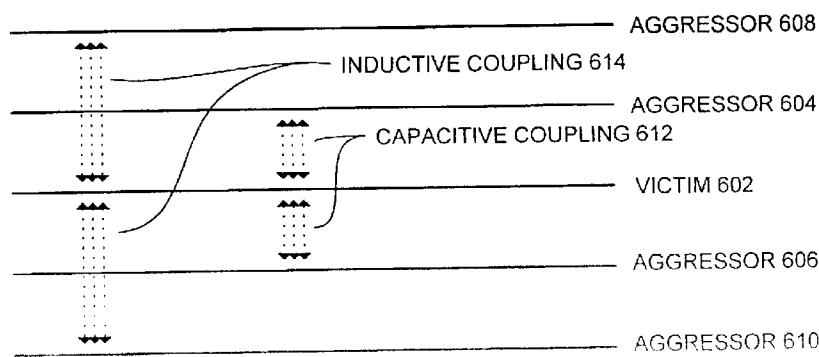 AGGRESSOR 608
INDUCTIVE COUPLING 614
AGGRESSOR 604
CAPACITIVE COUPLING 612
VICTIM 602
AGGRESSOR 606
AGGRESSOR 610